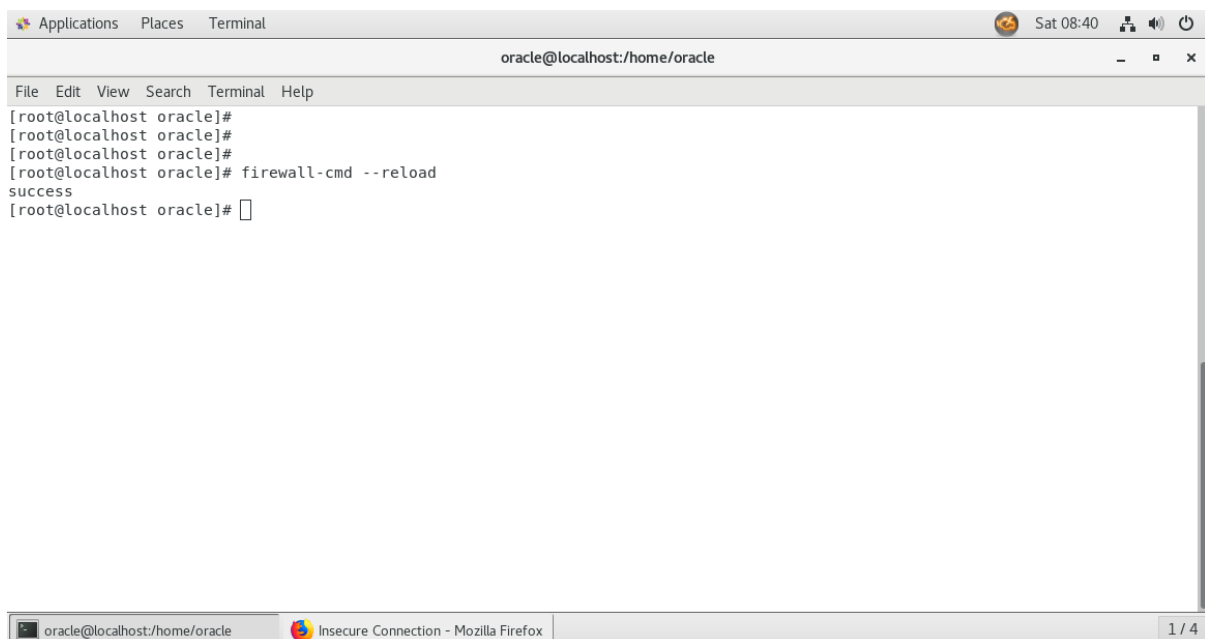 Applications Places Terminal Sat 08:40
oracle@localhost:/home/oracle
File Edit View Search Terminal Help
[root@localhost oracle]#
[root@localhost oracle]#
[root@localhost oracle]#
[root@localhost oracle]# firewall-cmd --reload
success
[root@localhost oracle]#
oracle@localhost:/home/oracle Insecure Connection - Mozilla Firefox 1 / 4